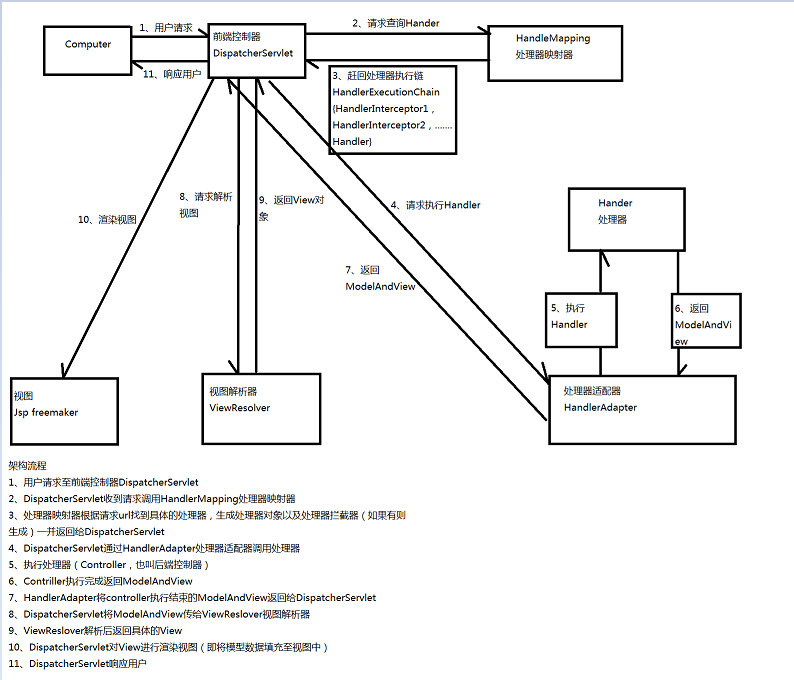 1、用户请求
2、请求查询Hander
Computer
前端控制器
DispatcherServlet
HandleMapping
处理器映射器
11、响应用户
3、赶回处理器执行链
HandlerExecutionChain
{HandlerInterceptor1，
HandlerInterceptor2，.......
Handler}
8、请求解析
视图
9、返回View对
象
4、请求执行Handler
10、渲染视图
Hander
处理器
7、返回
ModelAndView
5、执行
Handler
6、返回
ModelAndVi
ew
视图
Jsp freemaker
视图解析器
ViewResolver
处理器适配器
HandlerAdapter
架构流程
1、用户请求至前端控制器DispatcherServlet
2、DispatcherServlet收到请求调用HandlerMapping处理器映射器
3、处理器映射器根据请求url找到具体的处理器，生成处理器对象以及处理器拦截器（如果有则
生成）一并返回给DispatcherServlet
4、DispatcherServlet通过HandlerAdapter处理器适配器调用处理器
5、执行处理器（Controller，也叫后端控制器）
6、Contriller执行完成返回ModelAndView
7、HandlerAdapter将controller执行结束的ModelAndView返回给DispatcherServlet
8、DispatcherServlet将ModelAndView传给ViewReslover视图解析器
9、ViewReslover解析后返回具体的View
10、DispatcherServlet对View进行渲染视图（即将模型数据填充至视图中）
11、DispatcherServlet响应用户